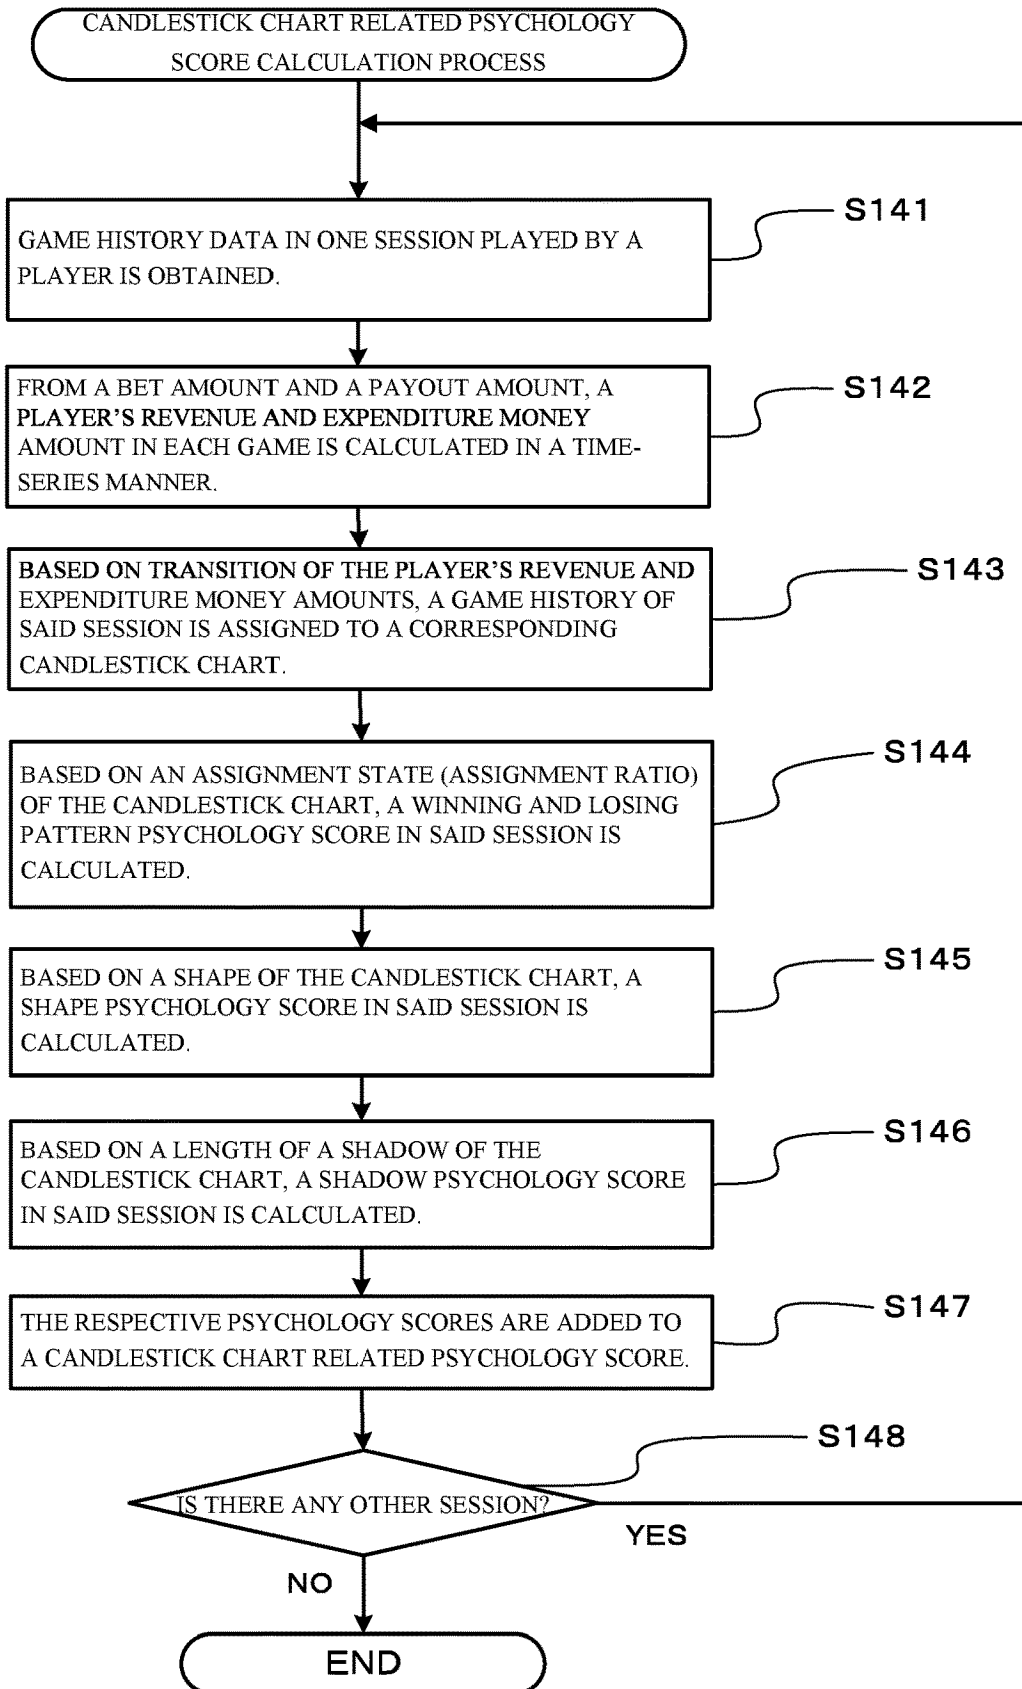 CANDLESTICK CHART RELATED PSYCHOLOGY
SCORE CALCULATION PROCESS
S141
GAME HISTORY DATA IN ONE SESSION PLAYED BY A
PLAYER IS OBTAINED.
S142
FROM A BET AMOUNT AND A PAYOUT AMOUNT, A
PLAYER'S REVENUE AND EXPENDITURE MONEY
AMOUNT IN EACH GAME IS CALCULATED IN A TIME-
SERIES MANNER.
S143
BASED ON TRANSITION OF THE PLAYER'S REVENUE AND
EXPENDITURE MONEY AMOUNTS, A GAME HISTORY OF
SAID SESSION IS ASSIGNED TO A CORRESPONDING
CANDLESTICK CHART.
S144
BASED ON AN ASSIGNMENT STATE (ASSIGNMENT RATIO)
OF THE CANDLESTICK CHART, A WINNING AND LOSING
PATTERN PSYCHOLOGY SCORE IN SAID SESSION IS
CALCULATED.
S145
BASED ON A SHAPE OF THE CANDLESTICK CHART, A
SHAPE PSYCHOLOGY SCORE IN SAID SESSION IS
CALCULATED.
S146
BASED ON A LENGTH OF A SHADOW OF THE
CANDLESTICK CHART, A SHADOW PSYCHOLOGY SCORE
IN SAID SESSION IS CALCULATED.
S147
THE RESPECTIVE PSYCHOLOGY SCORES ARE ADDED TO
A CANDLESTICK CHART RELATED PSYCHOLOGY SCORE.
S148
IS THERE ANY OTHER SESSION?
YES
NO
END